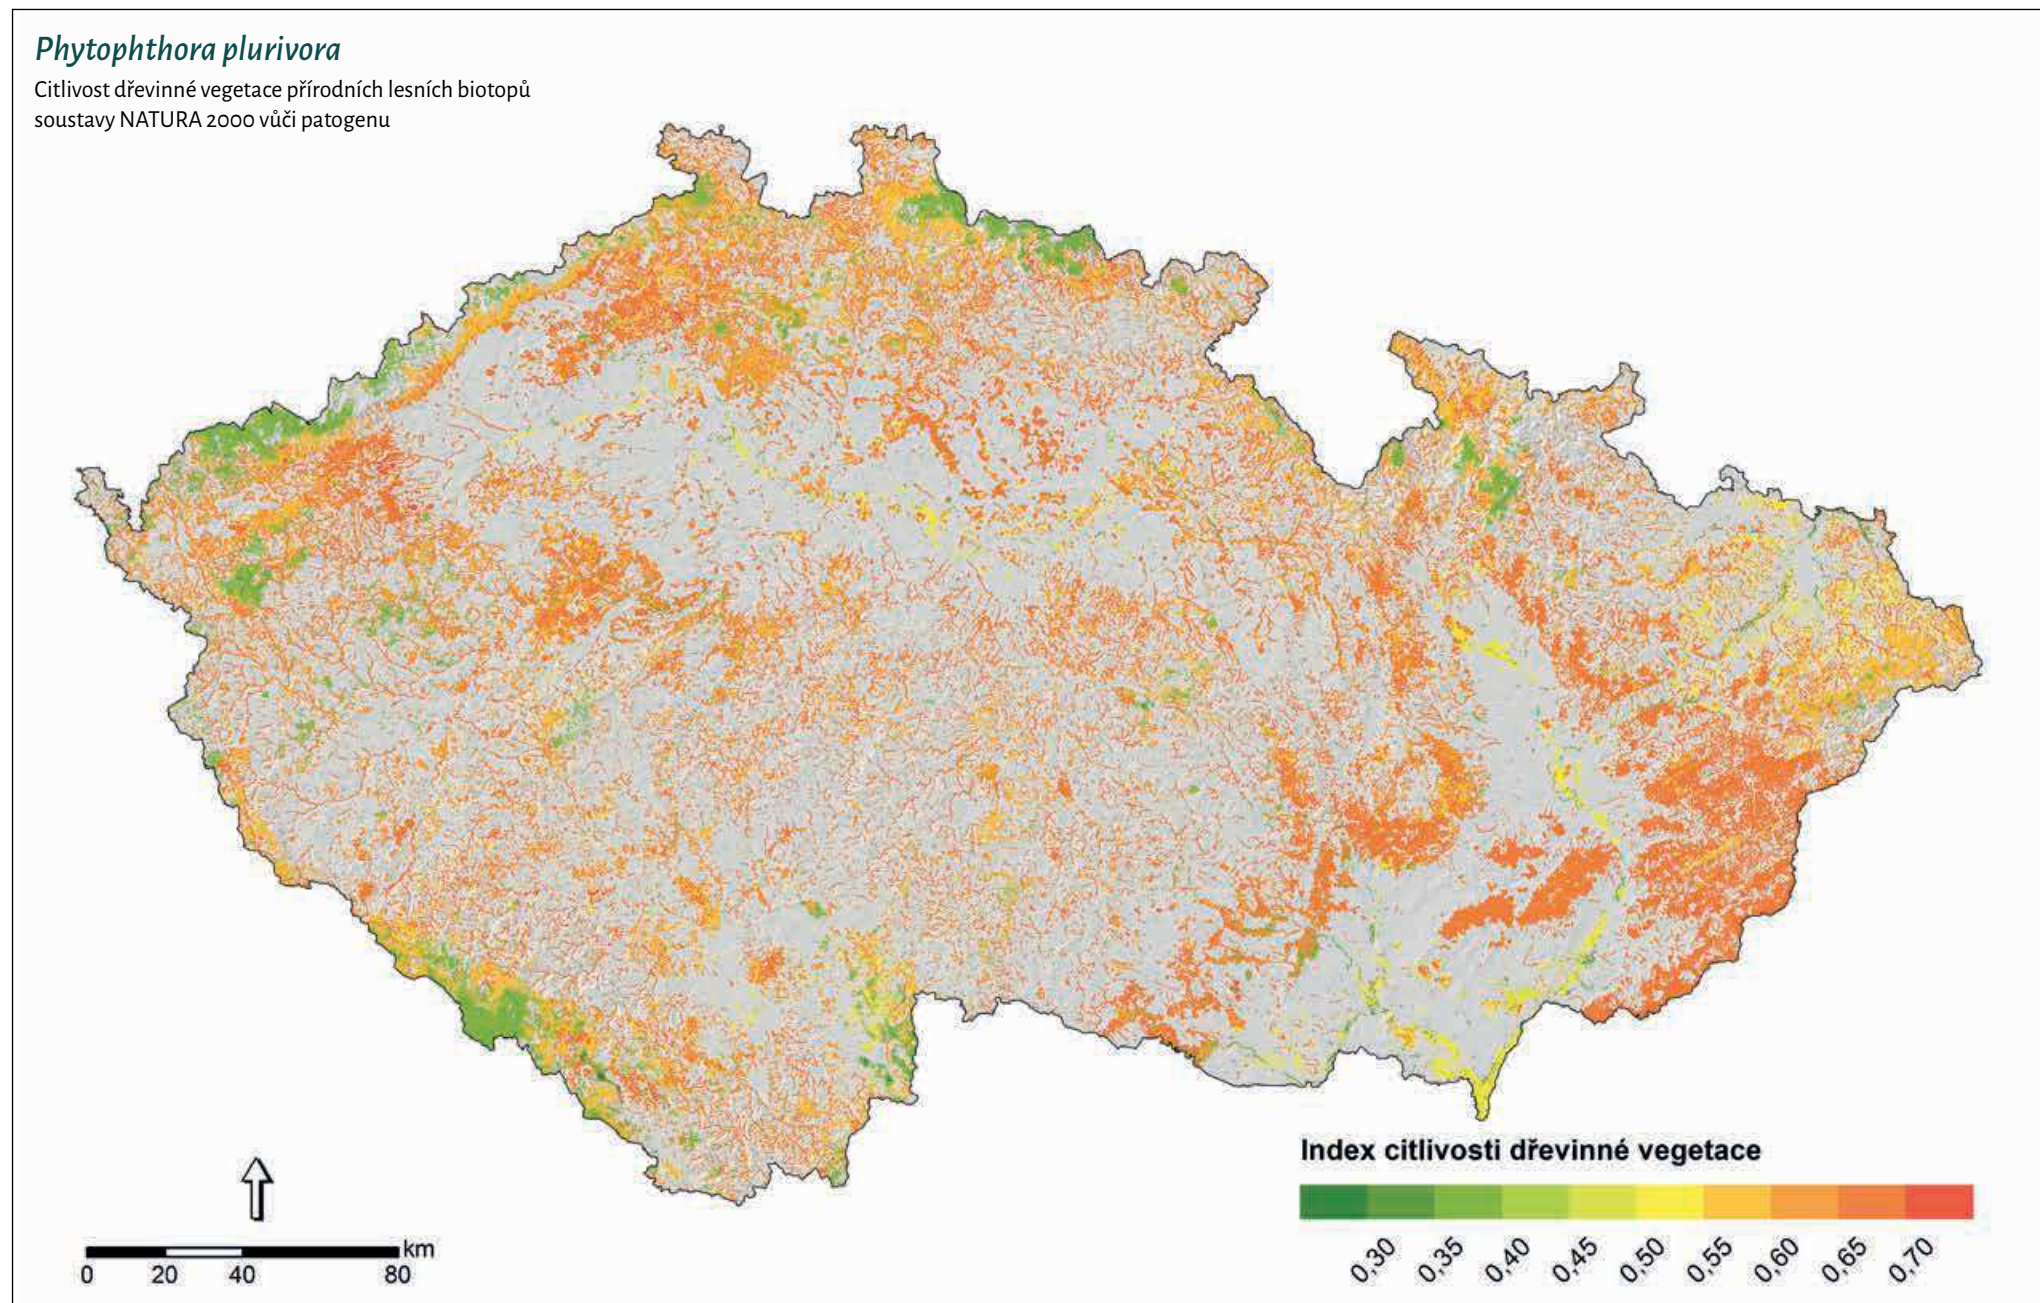 Phytophthora plurivora
Citlivost dřevinné vegetace přírodních lesních biotopů
soustavy NATURA 2000 vůči patogenu
Index citlivosti dřevinné vegetace
0,30 0,35 0,40 0,45 0,50 0,55 0,60 0,65 0,70
km
0 20 40 80